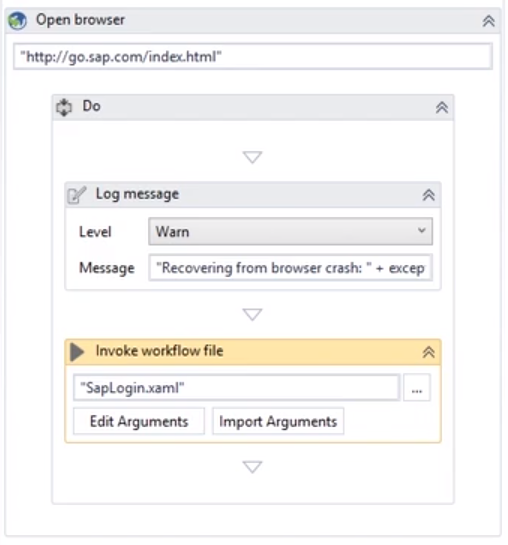 Open browser
"http://go.sap.com/index.html"
Do
Log message
Level Warn
Message "Recovering from browser crash: " + excep
Invoke workflow file
"SapLogin.xaml" ...
Edit Arguments Import Arguments